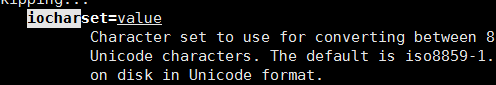 kipping...
iocharset=value
Character set to use for converting between 8
Unicode characters. The default is iso8859-1.
on disk in Unicode format.